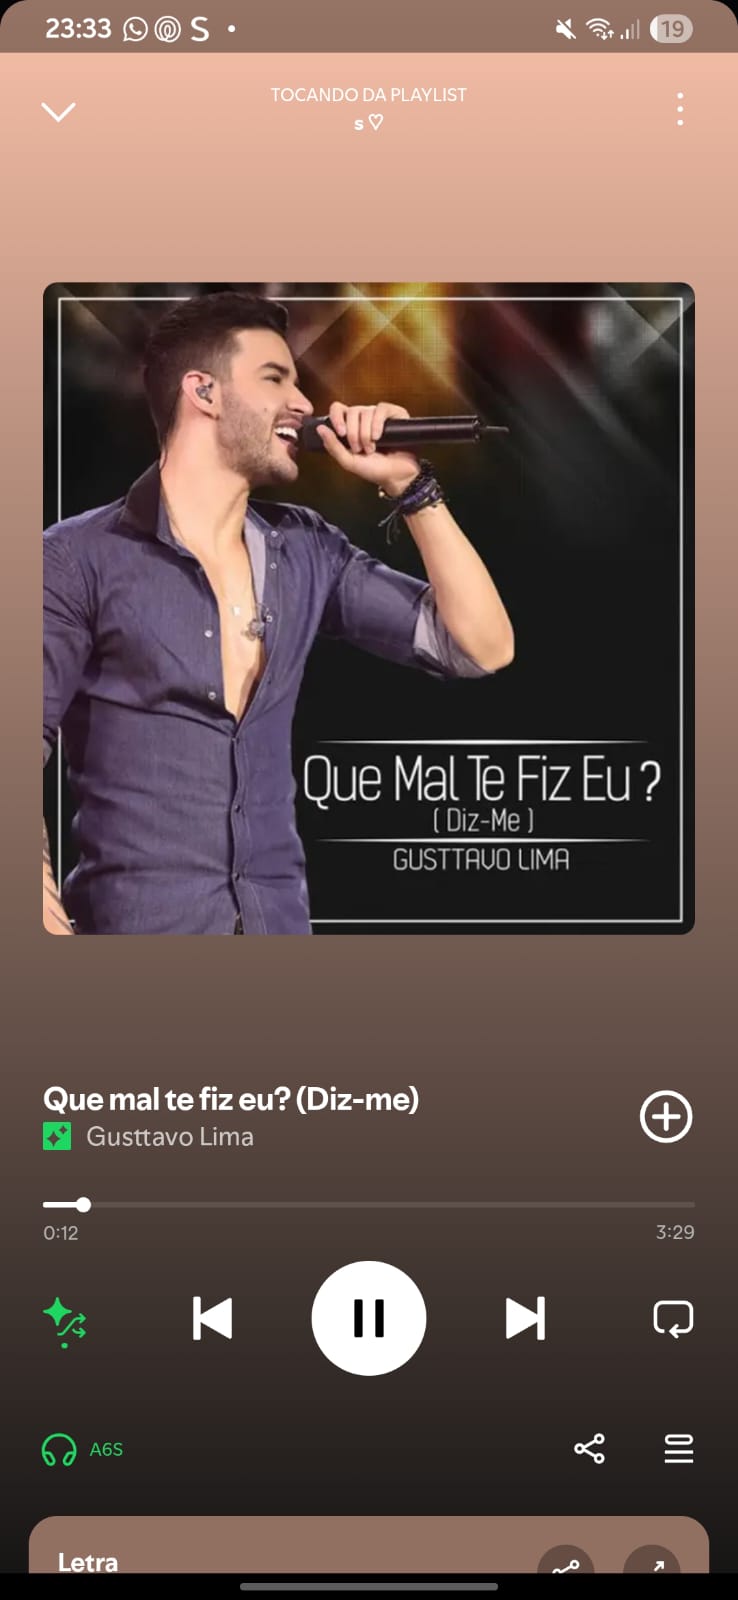 23:33 S
19
TOCANDO DA PLAYLIST
s ♡
Que Mal Te Fiz Eu?
(Diz-Me)
GUSTTAVO LIMA
Que mal te fiz eu? (Diz-me)
Gusttavo Lima
0:12
3:29
A6S
Letra